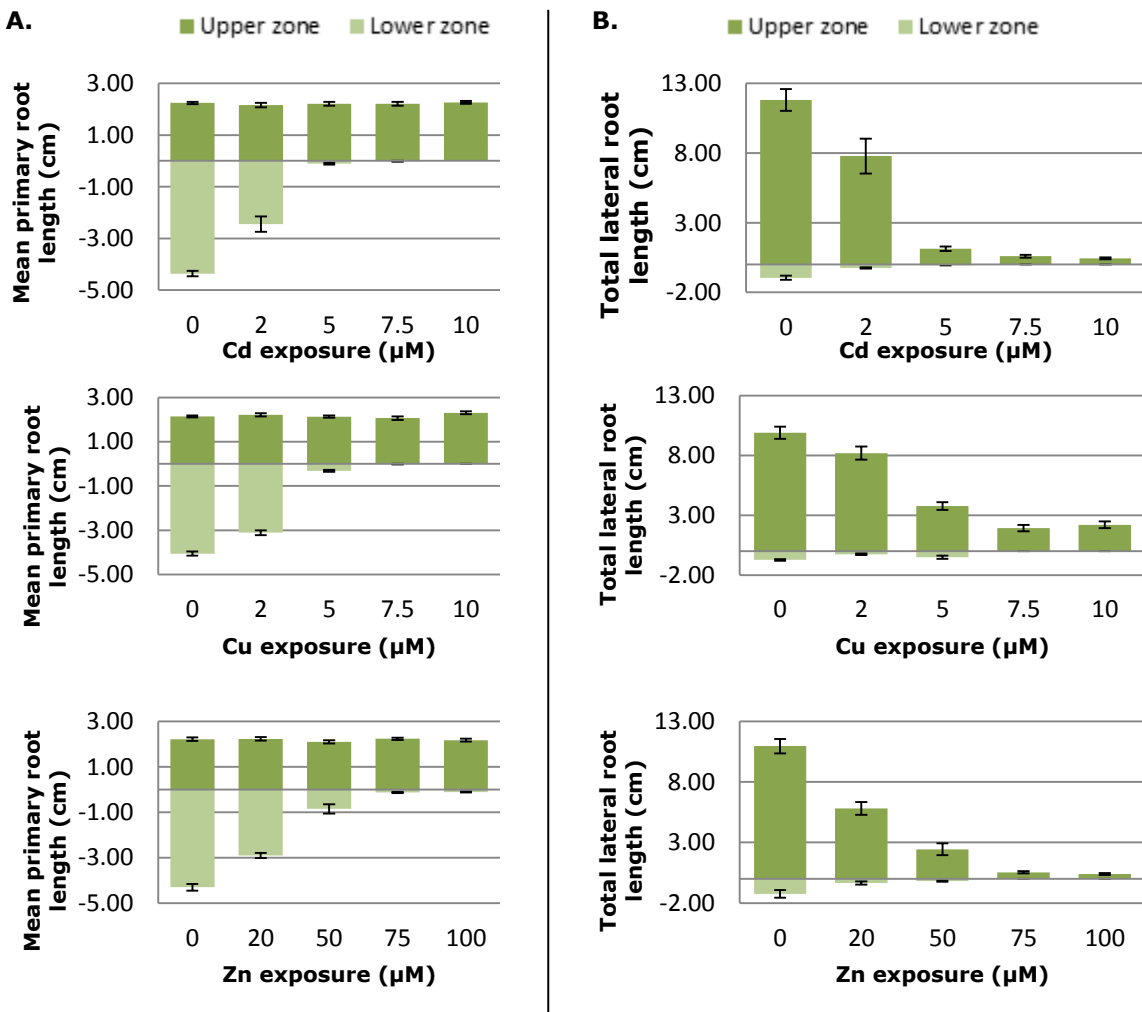 A.
Upper zone Lower zone
Mean primary root
length (cm)
3.00
1.00
-1.00
-3.00
-5.00
0 2 5 7.5 10
Cd exposure (µM)
Mean primary root
length (cm)
3.00
1.00
-1.00
-3.00
-5.00
0 2 5 7.5 10
Cu exposure (µM)
Mean primary root
length (cm)
3.00
1.00
-1.00
-3.00
-5.00
0 20 50 75 100
Zn exposure (µM)
B.
Upper zone Lower zone
Total lateral root
length (cm)
13.00
8.00
3.00
-2.00
0 2 5 7.5 10
Cd exposure (µM)
Total lateral root
length (cm)
13.00
8.00
3.00
-2.00
0 2 5 7.5 10
Cu exposure (µM)
Total lateral root
length (cm)
13.00
8.00
3.00
-2.00
0 20 50 75 100
Zn exposure (µM)